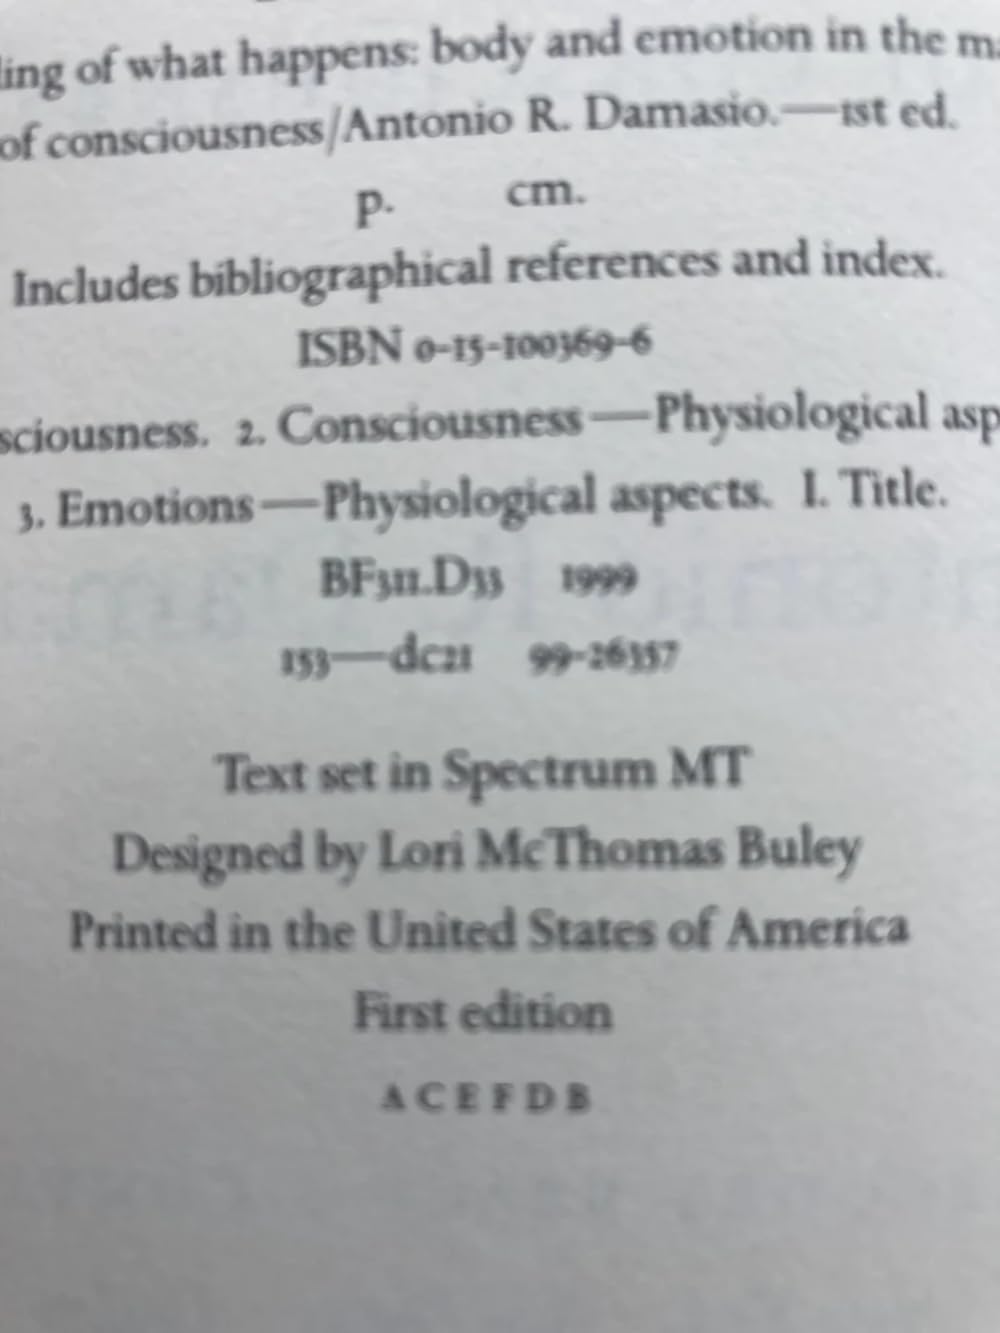 ling of what happens: body and emotion in the ma
of consciousness/Antonio R. Damasio.—1st ed.
p. cm.
Includes bibliographical references and index.
ISBN 0-15-100369-6
sciousness. 2. Consciousness—Physiological asp
3. Emotions—Physiological aspects. I. Title.
BF311.D33 1999
153—dc21 99-26357
Text set in Spectrum MT
Designed by Lori McThomas Buley
Printed in the United States of America
First edition
A C E F D B